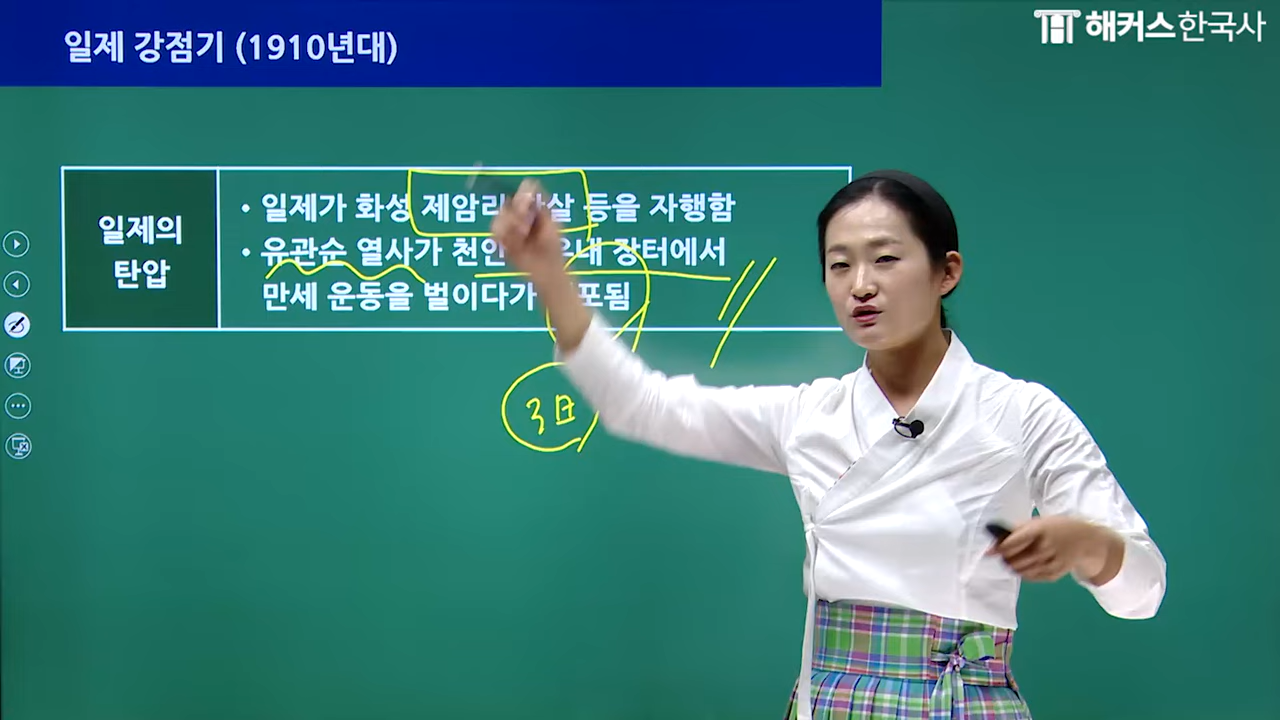 일제 강점기 (1910년대)
해커스한국사
일제의
탄압
• 일제가 화성 제암리 등을 자행함
• 유관순 열사가 천안 장터에서
만세 운동을 벌이다가
3日